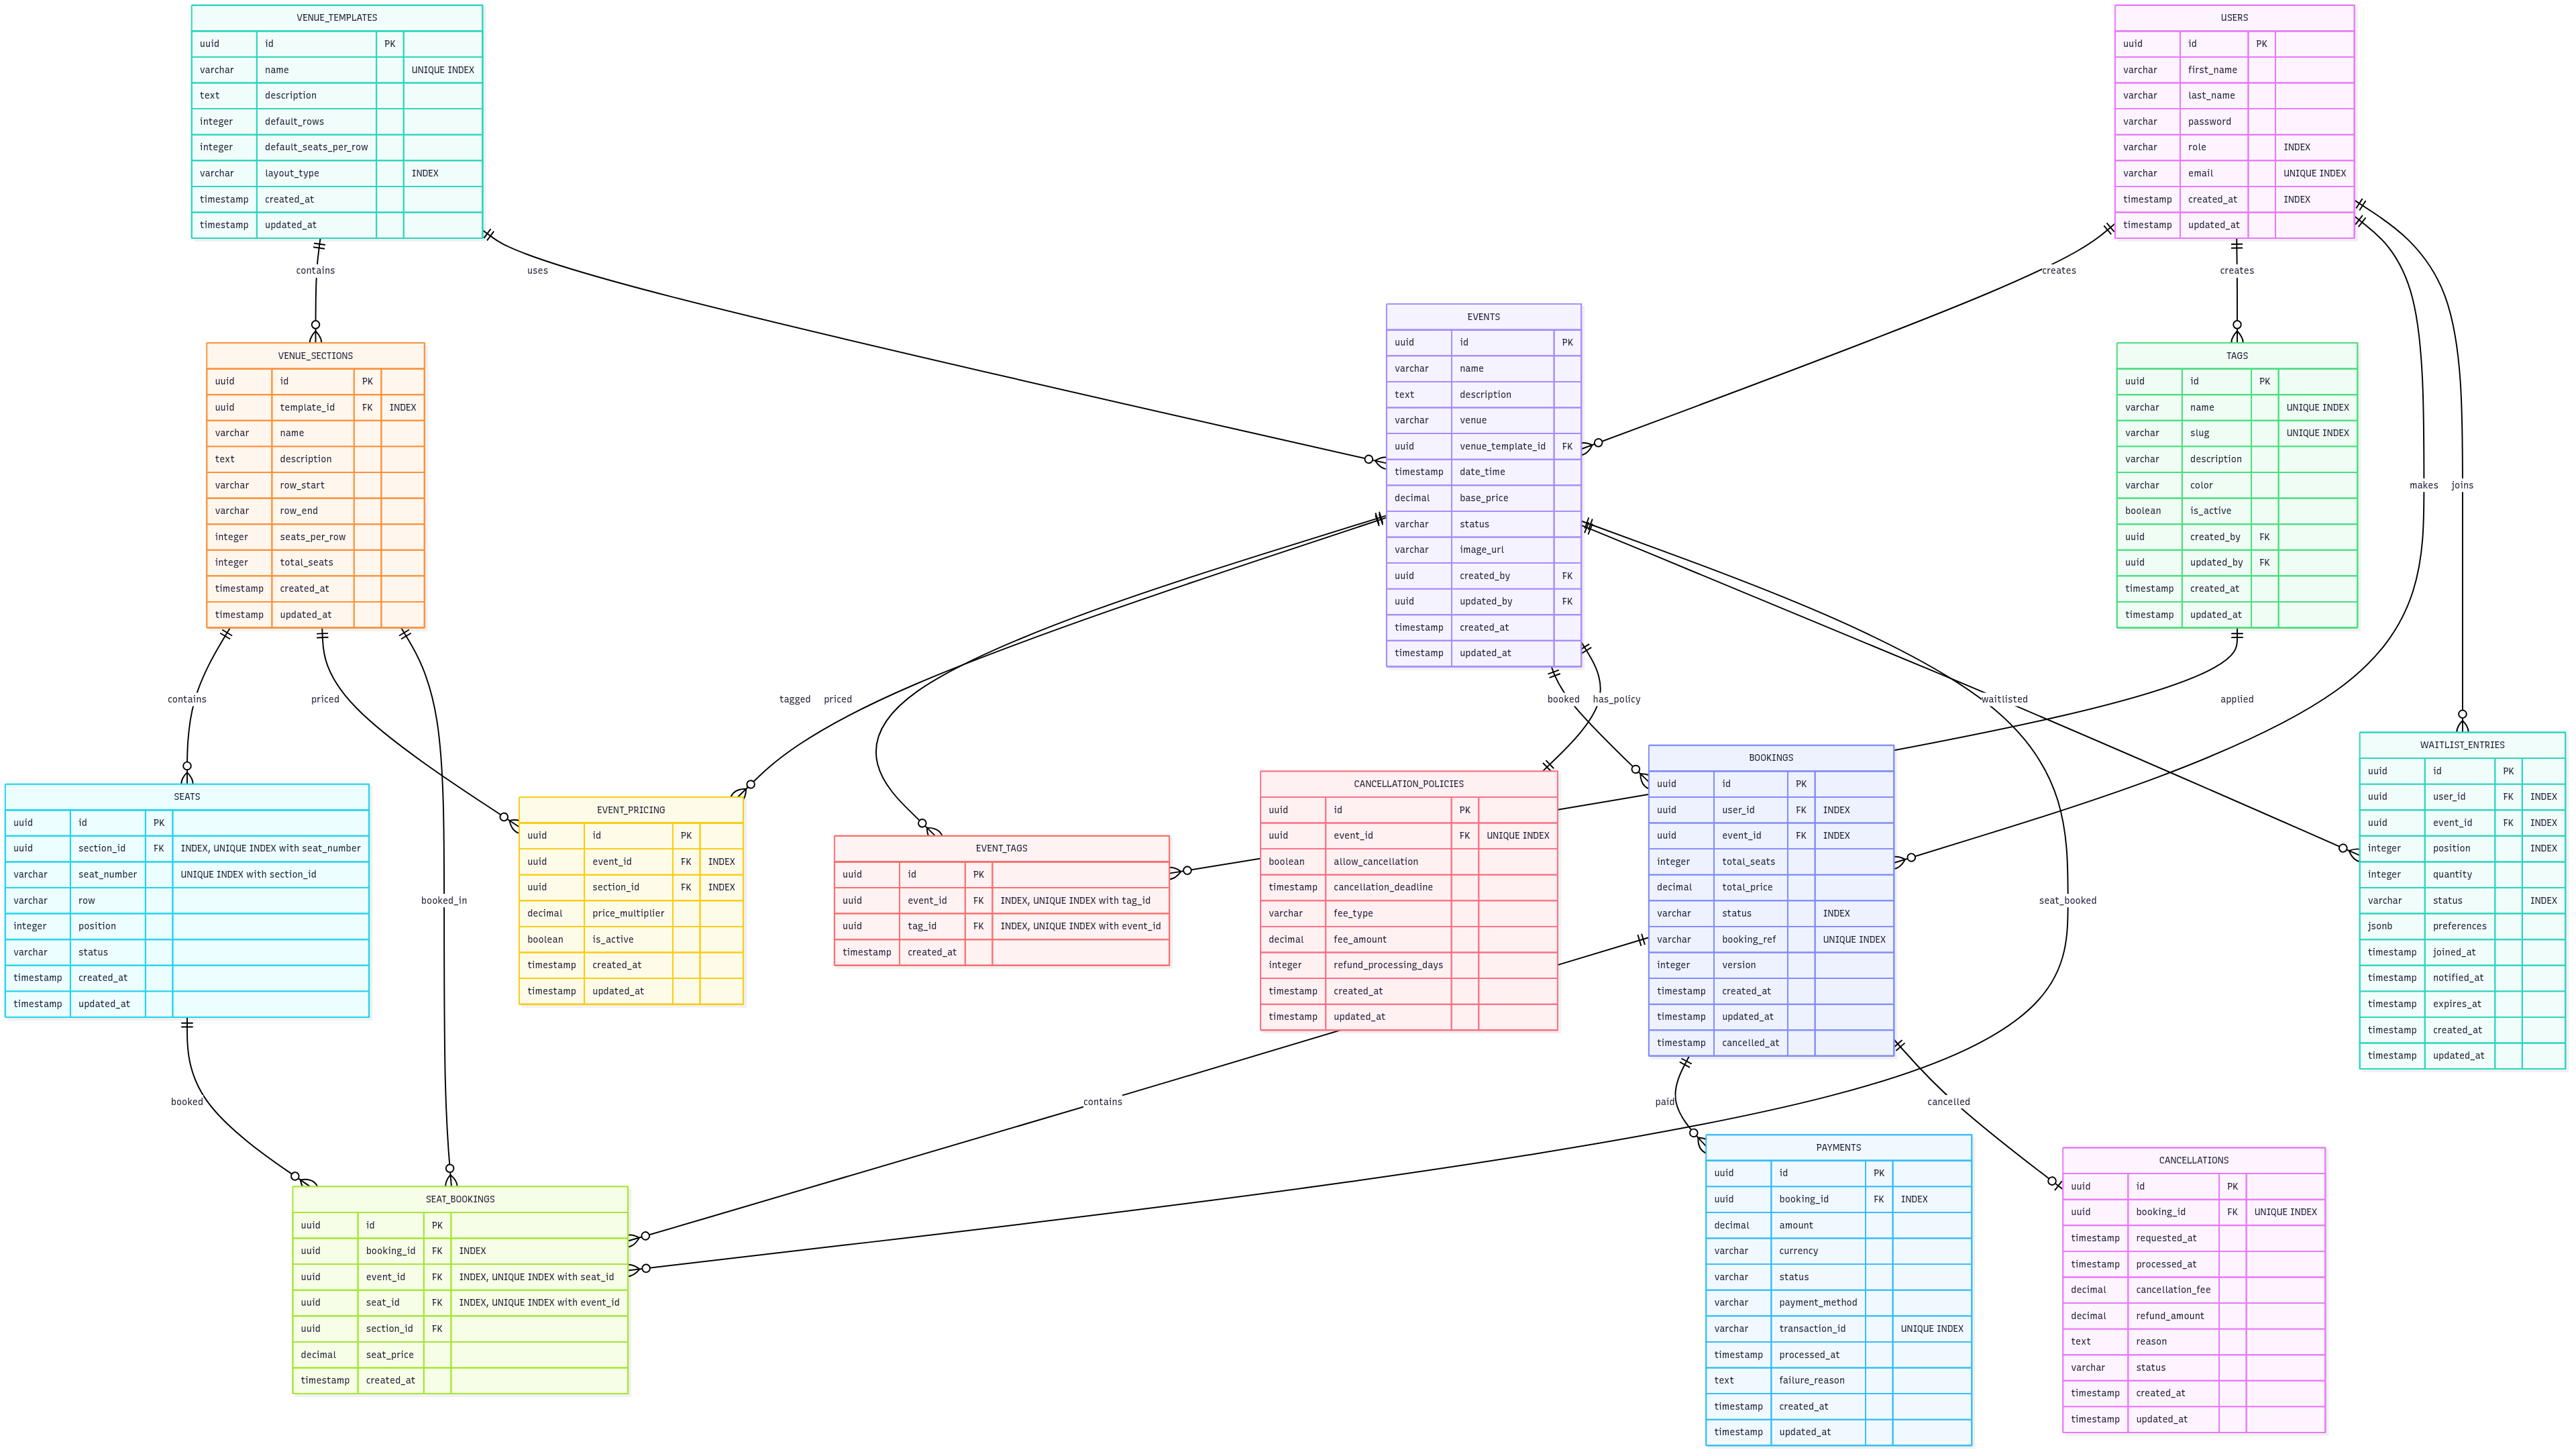 VENUE_TEMPLATES
uuid id PK
varchar name UNIQUE INDEX
text description
integer default_rows
integer default_seats_per_row
varchar layout_type INDEX
timestamp created_at
timestamp updated_at
USERS
uuid id PK
varchar first_name
varchar last_name
varchar password
varchar role INDEX
varchar email UNIQUE INDEX
timestamp created_at INDEX
timestamp updated_at
contains
uses
creates
creates
EVENTS
uuid id PK
varchar name
text description
varchar venue
uuid venue_template_id FK
timestamp date_time
decimal base_price
varchar status
varchar image_url
uuid created_by FK
uuid updated_by FK
timestamp created_at
timestamp updated_at
VENUE_SECTIONS
uuid id PK
uuid template_id FK INDEX
varchar name
text description
varchar row_start
varchar row_end
integer seats_per_row
integer total_seats
timestamp created_at
timestamp updated_at
TAGS
uuid id PK
varchar name UNIQUE INDEX
varchar slug UNIQUE INDEX
varchar description
varchar color
boolean is_active
uuid created_by FK
uuid updated_by FK
timestamp created_at
timestamp updated_at
makes
joins
contains
priced
tagged
priced
booked
has_policy
waitlisted
applied
SEATS
uuid id PK
uuid section_id FK INDEX, UNIQUE INDEX with seat_number
varchar seat_number UNIQUE INDEX with section_id
varchar row
integer position
varchar status
timestamp created_at
timestamp updated_at
EVENT_PRICING
uuid id PK
uuid event_id FK INDEX
uuid section_id FK INDEX
decimal price_multiplier
boolean is_active
timestamp created_at
timestamp updated_at
EVENT_TAGS
uuid id PK
uuid event_id FK INDEX, UNIQUE INDEX with tag_id
uuid tag_id FK INDEX, UNIQUE INDEX with event_id
timestamp created_at
CANCELLATION_POLICIES
uuid id PK
uuid event_id FK UNIQUE INDEX
boolean allow_cancellation
timestamp cancellation_deadline
varchar fee_type
decimal fee_amount
integer refund_processing_days
timestamp created_at
timestamp updated_at
BOOKINGS
uuid id PK
uuid user_id FK INDEX
uuid event_id FK INDEX
integer total_seats
decimal total_price
varchar status INDEX
varchar booking_ref UNIQUE INDEX
integer version
timestamp created_at
timestamp updated_at
timestamp cancelled_at
WAITLIST_ENTRIES
uuid id PK
uuid user_id FK INDEX
uuid event_id FK INDEX
integer position INDEX
integer quantity
varchar status INDEX
jsonb preferences
timestamp joined_at
timestamp notified_at
timestamp expires_at
timestamp created_at
timestamp updated_at
booked_in
seat_booked
booked
contains
paid
cancelled
SEAT_BOOKINGS
uuid id PK
uuid booking_id FK INDEX
uuid event_id FK INDEX, UNIQUE INDEX with seat_id
uuid seat_id FK INDEX, UNIQUE INDEX with event_id
uuid section_id FK
decimal seat_price
timestamp created_at
PAYMENTS
uuid id PK
uuid booking_id FK INDEX
decimal amount
varchar currency
varchar status
varchar payment_method
varchar transaction_id UNIQUE INDEX
timestamp processed_at
text failure_reason
timestamp created_at
timestamp updated_at
CANCELLATIONS
uuid id PK
uuid booking_id FK UNIQUE INDEX
timestamp requested_at
timestamp processed_at
decimal cancellation_fee
decimal refund_amount
text reason
varchar status
timestamp created_at
timestamp updated_at